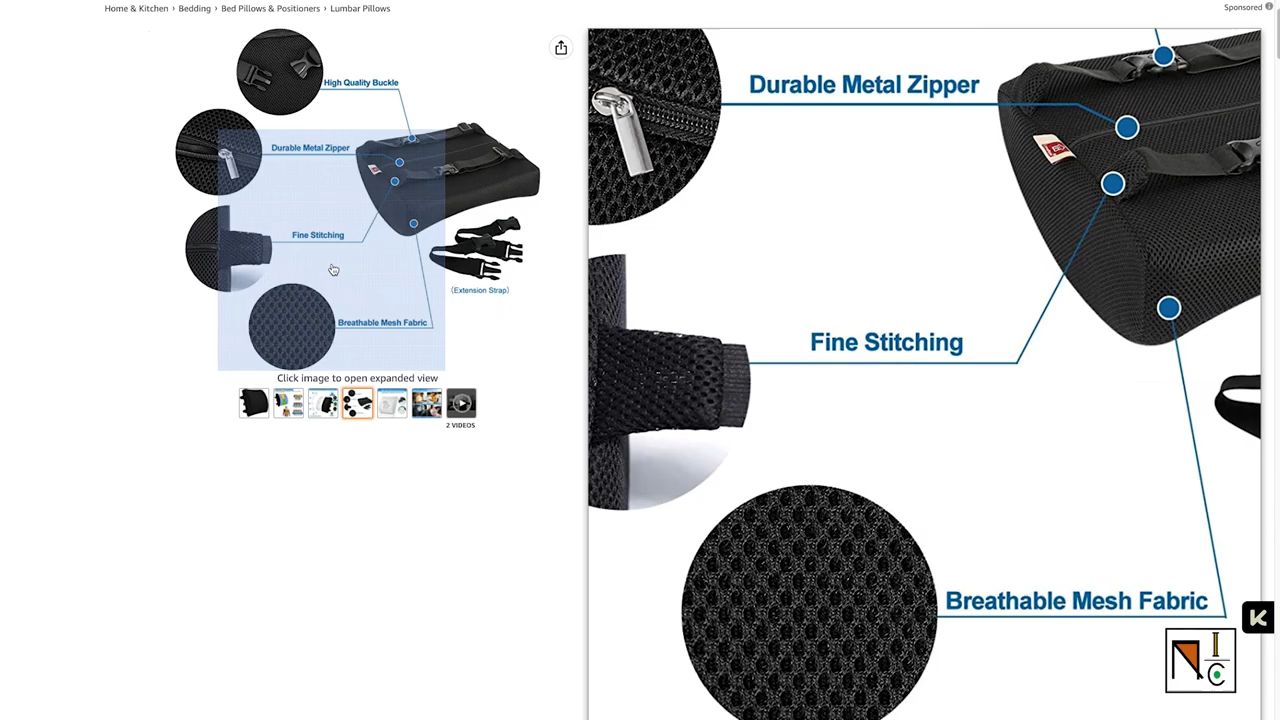 Home & Kitchen › Bedding › Bed Pillows & Positioners › Lumbar Pillows
Sponsored
High Quality Buckle
Durable Metal Zipper
Fine Stitching
(Extension Strap)
Breathable Mesh Fabric
Click image to open expanded view
2 VIDEOS
Durable Metal Zipper
Fine Stitching
Breathable Mesh Fabric
K
I
C